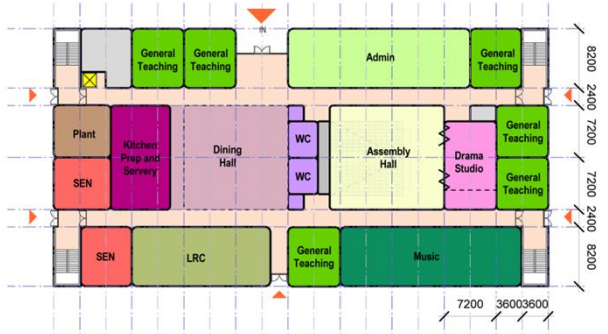 IN
General
Teaching
General
Teaching
Admin
General
Teaching
8200
2400
Plant
Kitchen
Prep and
Servery
Dining
Hall
WC
WC
Assembly
Hall
Drama
Studio
General
Teaching
7200
SEN
General
Teaching
7200
2400
SEN
LRC
General
Teaching
Music
8200
7200
3600
3600